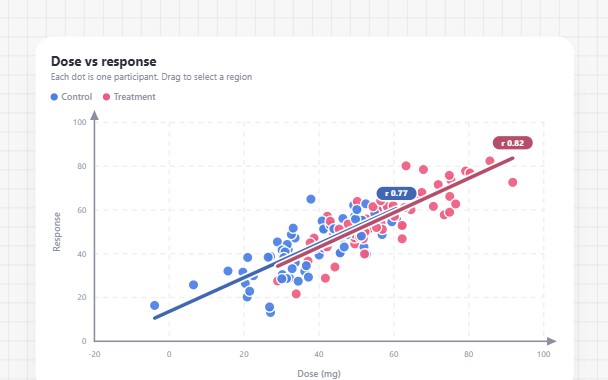 Dose vs response
Each dot is one participant. Drag to select a region
Control Treatment
100
80
60
40
20
0
Response
r 0.82
r 0.77
-20 0 20 40 60 80 100
Dose (mg)